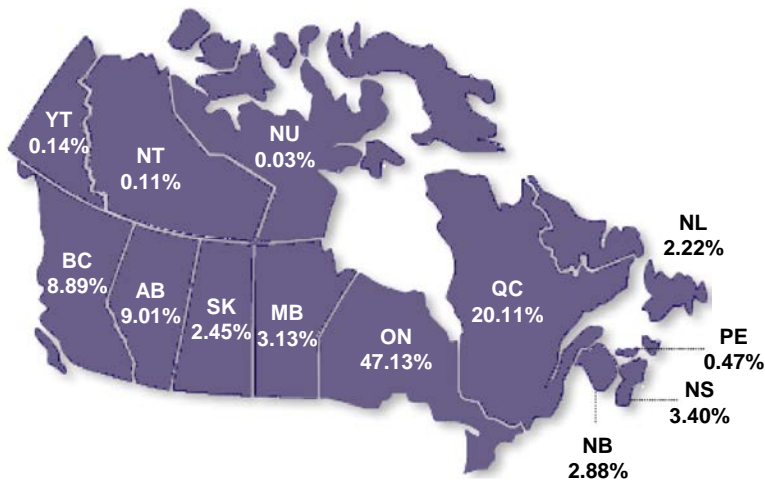 YT
0.14%
NT
0.11%
NU
0.03%
BC
8.89%
AB
9.01%
SK
2.45%
MB
3.13%
ON
47.13%
QC
20.11%
NL
2.22%
PE
0.47%
NS
3.40%
NB
2.88%